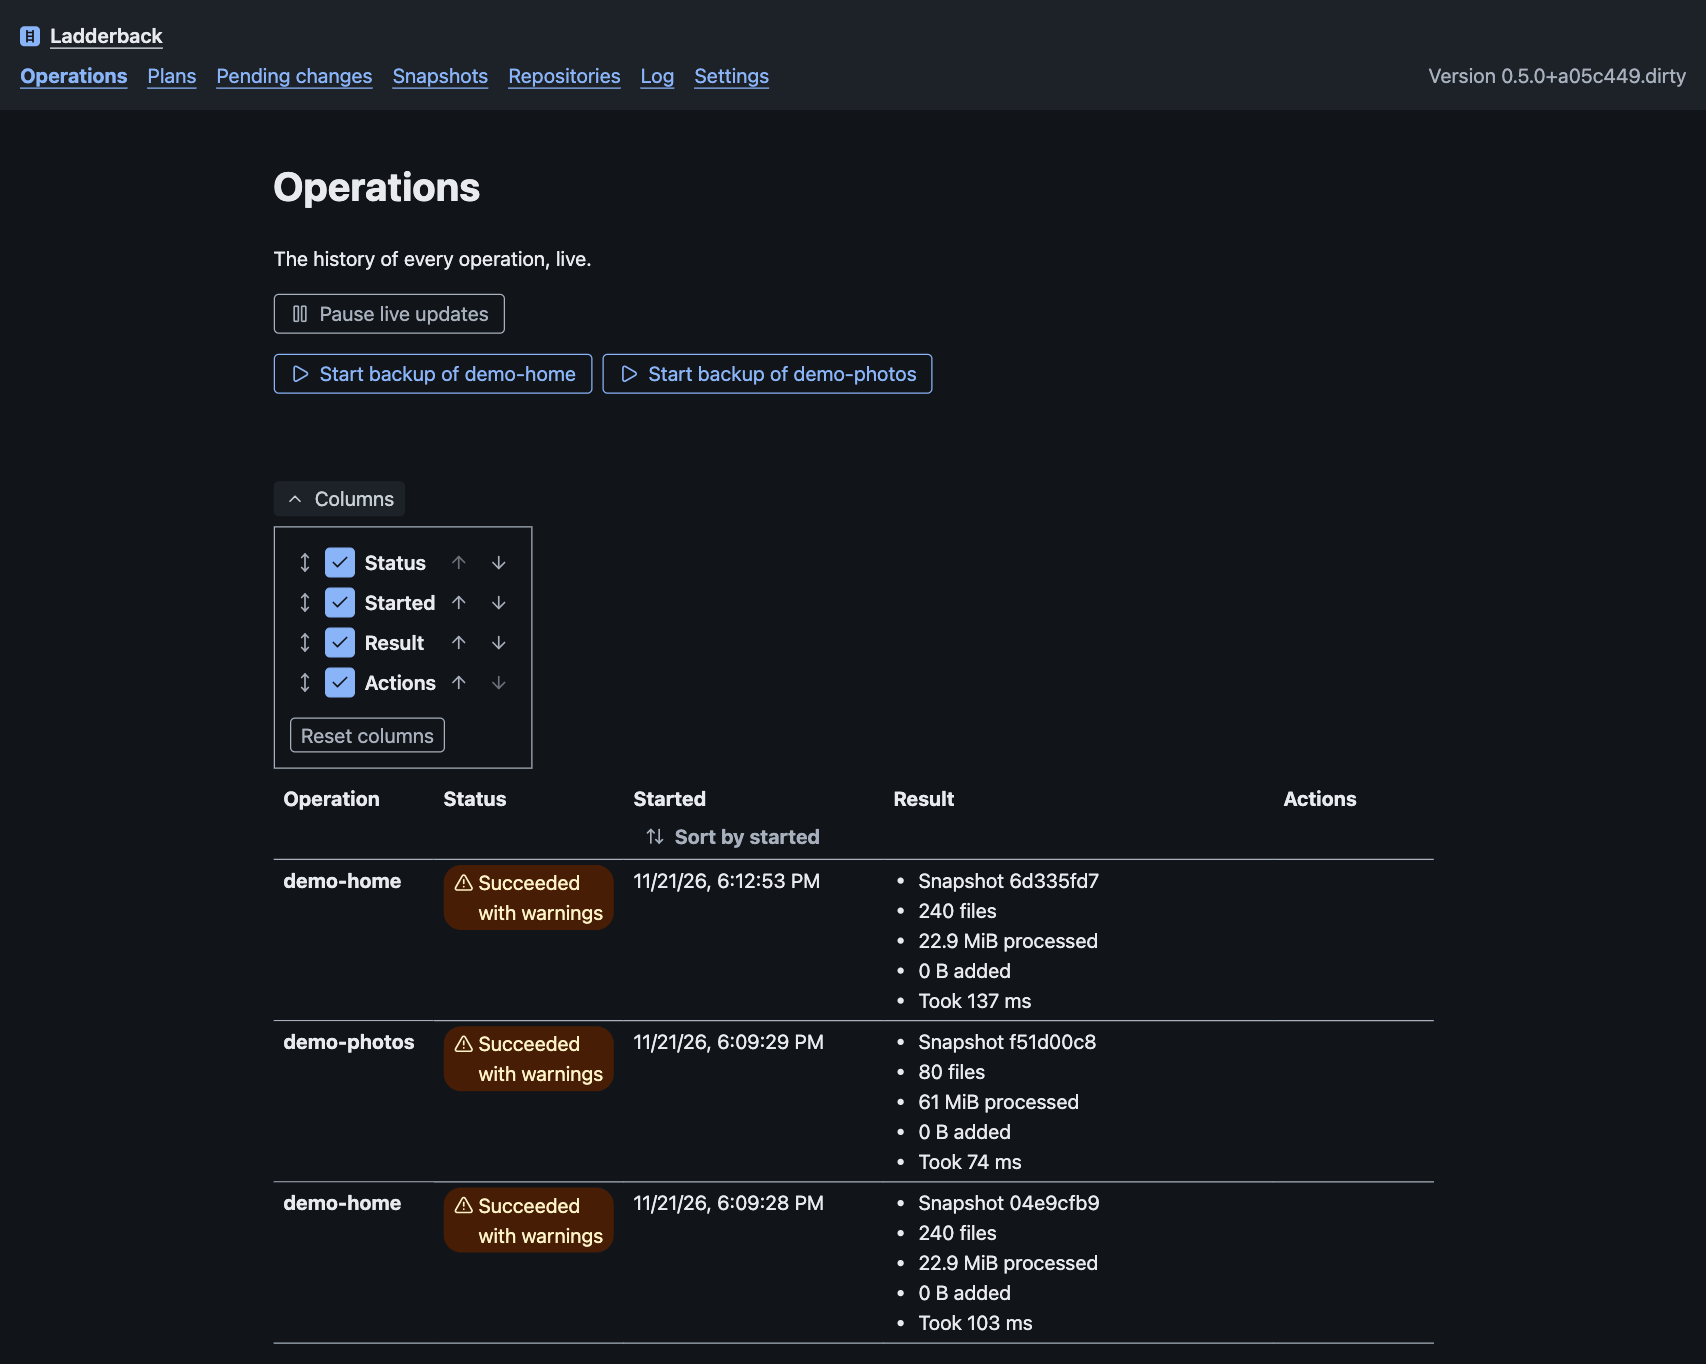 Ladderback
Operations Plans Pending changes Snapshots Repositories Log Settings Version 0.5.0+a05c449.dirty
Operations
The history of every operation, live.
Pause live updates
Start backup of demo-home Start backup of demo-photos
Columns
Status
Started
Result
Actions
Reset columns
Operation Status Started Result Actions
Sort by started
demo-home Succeeded with warnings 11/21/26, 6:12:53 PM
• Snapshot 6d335fd7
• 240 files
• 22.9 MiB processed
• 0 B added
• Took 137 ms
demo-photos Succeeded with warnings 11/21/26, 6:09:29 PM
• Snapshot f51d00c8
• 80 files
• 61 MiB processed
• 0 B added
• Took 74 ms
demo-home Succeeded with warnings 11/21/26, 6:09:28 PM
• Snapshot 04e9cfb9
• 240 files
• 22.9 MiB processed
• 0 B added
• Took 103 ms